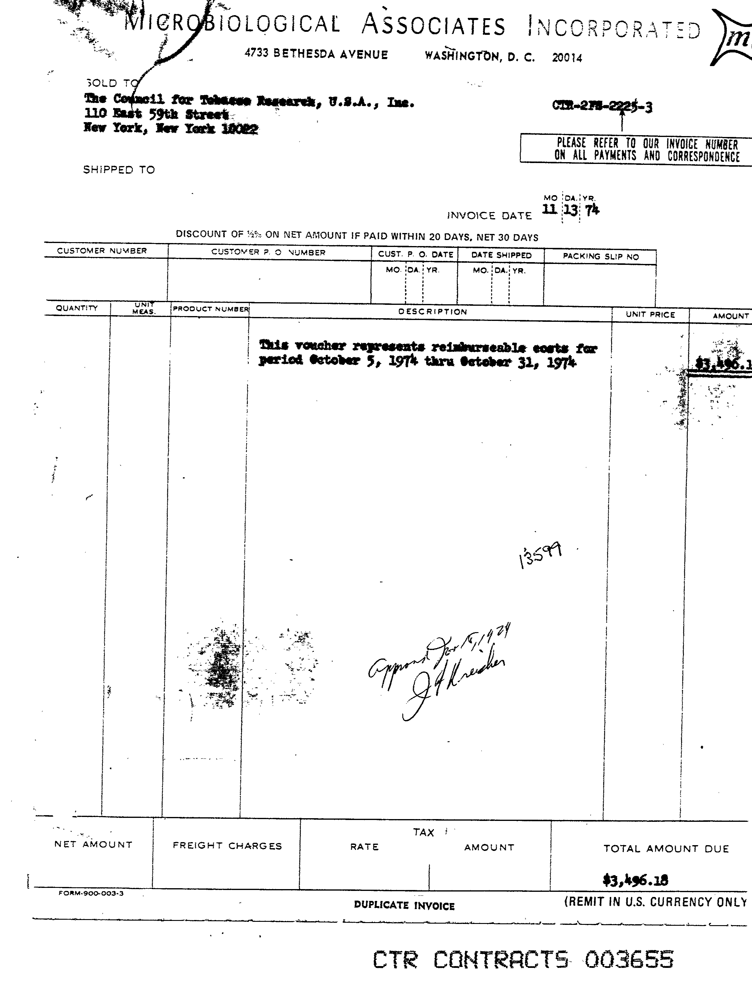 MICROBIOLOGICAL ASSOCIATES INCORPORATED
4733 BETHESDA AVENUE WASHINGTON, D. C. 20014
SOLD TO
The Council for Tobacco Research, U.S.A., Inc.
110 East 59th Street
New York, New York 10022
CTR-2FS-2225-3
PLEASE REFER TO OUR INVOICE NUMBER
ON ALL PAYMENTS AND CORRESPONDENCE
SHIPPED TO
MO DA. YR.
INVOICE DATE 11 13 74
DISCOUNT OF ½% ON NET AMOUNT IF PAID WITHIN 20 DAYS, NET 30 DAYS
CUSTOMER NUMBER CUSTOMER P. O NUMBER CUST. P. O. DATE DATE SHIPPED PACKING SLIP NO
MO. DA. YR. MO. DA. YR.
QUANTITY UNIT MEAS. PRODUCT NUMBER DESCRIPTION UNIT PRICE AMOUNT
This voucher represents reimburseable costs for
period October 5, 1974 thru October 31, 1974 $3,496.1
13599
Approved 1974
J F Kreisher
TAX
NET AMOUNT FREIGHT CHARGES RATE AMOUNT TOTAL AMOUNT DUE
$3,496.18
FORM-900-003-3
DUPLICATE INVOICE (REMIT IN U.S. CURRENCY ONLY
CTR CONTRACTS 003655